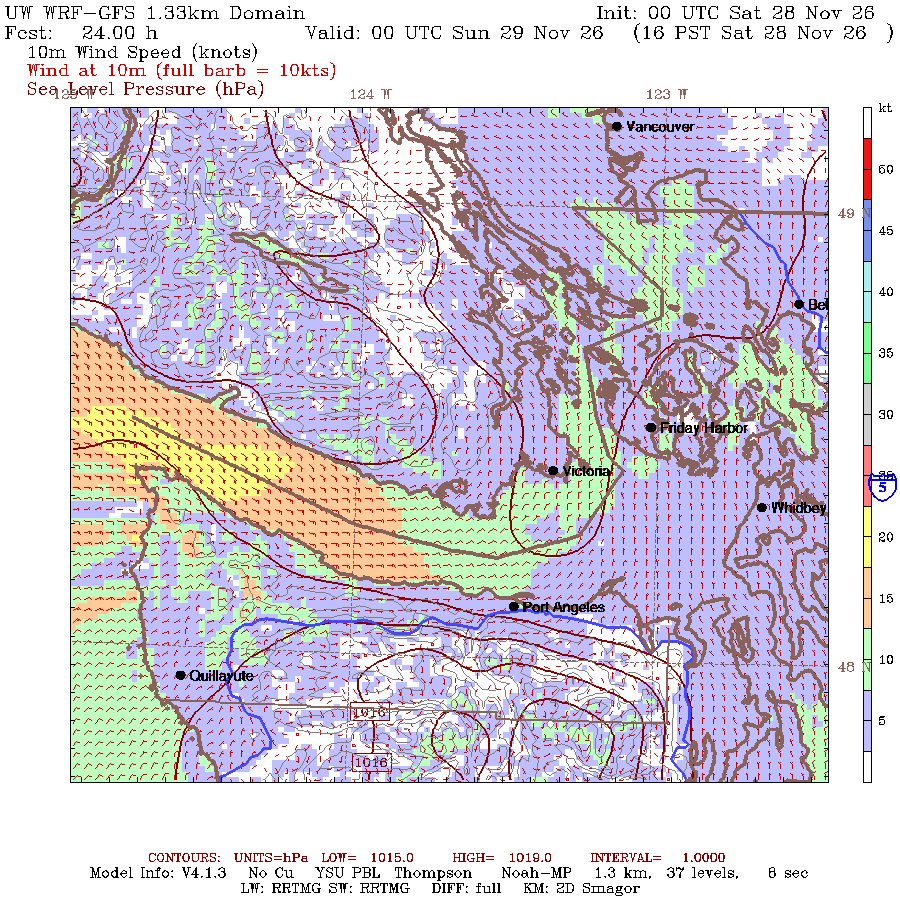 UW WRF-GFS 1.33km Domain Init: 00 UTC Sat 28 Nov 26
Fcst: 24.00 h Valid: 00 UTC Sun 29 Nov 26 (16 PST Sat 28 Nov 26 )
10m Wind Speed (knots)
Wind at 10m (full barb = 10kts)
Sea Level Pressure (hPa)
125 W 124 W 123 W
kt
Vancouver
60
49 N
45
40
Bel
35
30
Friday Harbor
Victoria
25
5
Whidbey
20
15
Port Angeles
10
48 N
Quillayute
1016
5
1016
CONTOURS: UNITS=hPa LOW= 1015.0 HIGH= 1019.0 INTERVAL= 1.0000
Model Info: V4.1.3 No Cu YSU PBL Thompson Noah-MP 1.3 km, 37 levels, 8 sec
LW: RRTMG SW: RRTMG DIFF: full KM: 2D Smagor